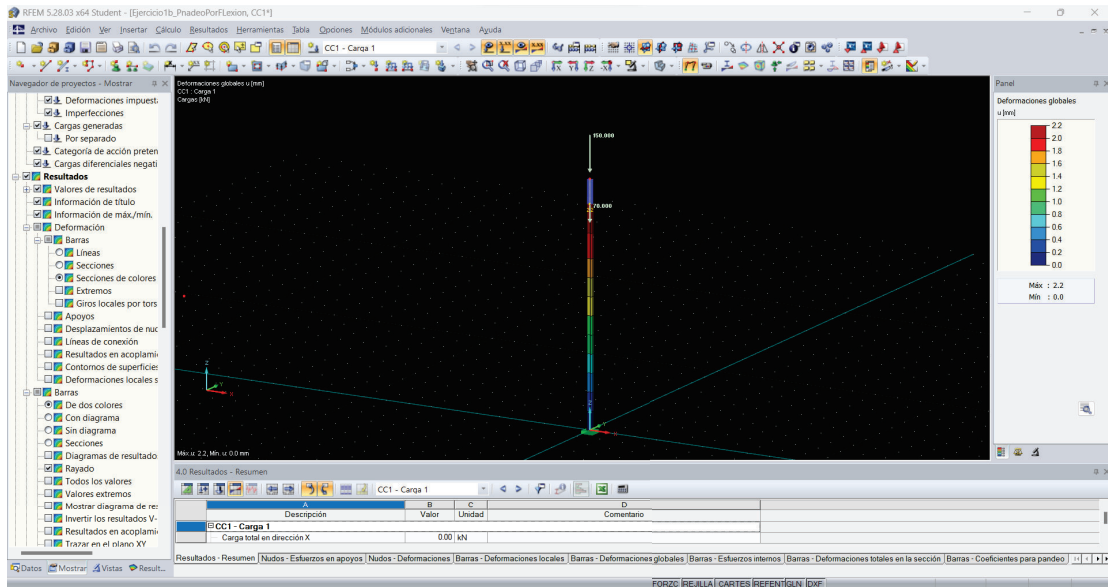 RFEM 5.28.03 x64 Student - [Ejercicio1b_PnadeoPorFLexion, CC1*]
Archivo Edición Ver Insertar Cálculo Resultados Herramientas Tabla Opciones Módulos adicionales Ventana Ayuda
CC1 - Carga 1
Navegador de proyectos - Mostrar
Deformaciones impuest
Imperfecciones
Cargas generadas
Por separado
Categoría de acción preten
Cargas diferenciales negati
Resultados
Valores de resultados
Información de título
Información de máx./mín.
Deformación
Barras
Líneas
Secciones
Secciones de colores
Extremos
Giros locales por tors
Apoyos
Desplazamientos de nuc
Líneas de conexión
Resultados en acoplamie
Contornos de superficies
Deformaciones locales s
Barras
De dos colores
Con diagrama
Sin diagrama
Secciones
Diagramas de resultado
Rayado
Todos los valores
Valores extremos
Mostrar diagrama de res
Invertir los resultados V-
Resultados en acoplamie
Trazar en el plano XY
Datos Mostrar Vistas Result...
Deformaciones globales u [mm]
CC1 : Carga 1
Cargas [kN]
150.000
70.000
Z
Y
X
Máx u: 2.2, Mín. u: 0.0 mm
Panel
Deformaciones globales
u [mm]
2.2
2.0
1.8
1.6
1.4
1.2
1.0
0.8
0.6
0.4
0.2
0.0
Máx : 2.2
Mín : 0.0
4.0 Resultados - Resumen
CC1 - Carga 1
A B C D
Descripción Valor Unidad Comentario
CC1 - Carga 1
Carga total en dirección X 0.00 kN
Resultados - Resumen Nudos - Esfuerzos en apoyos Nudos - Deformaciones Barras - Deformaciones locales Barras - Deformaciones globales Barras - Esfuerzos internos Barras - Deformaciones totales en la sección Barras - Coeficientes para pandeo
FORZC REJILLA CARTES REFENT GLN DXF